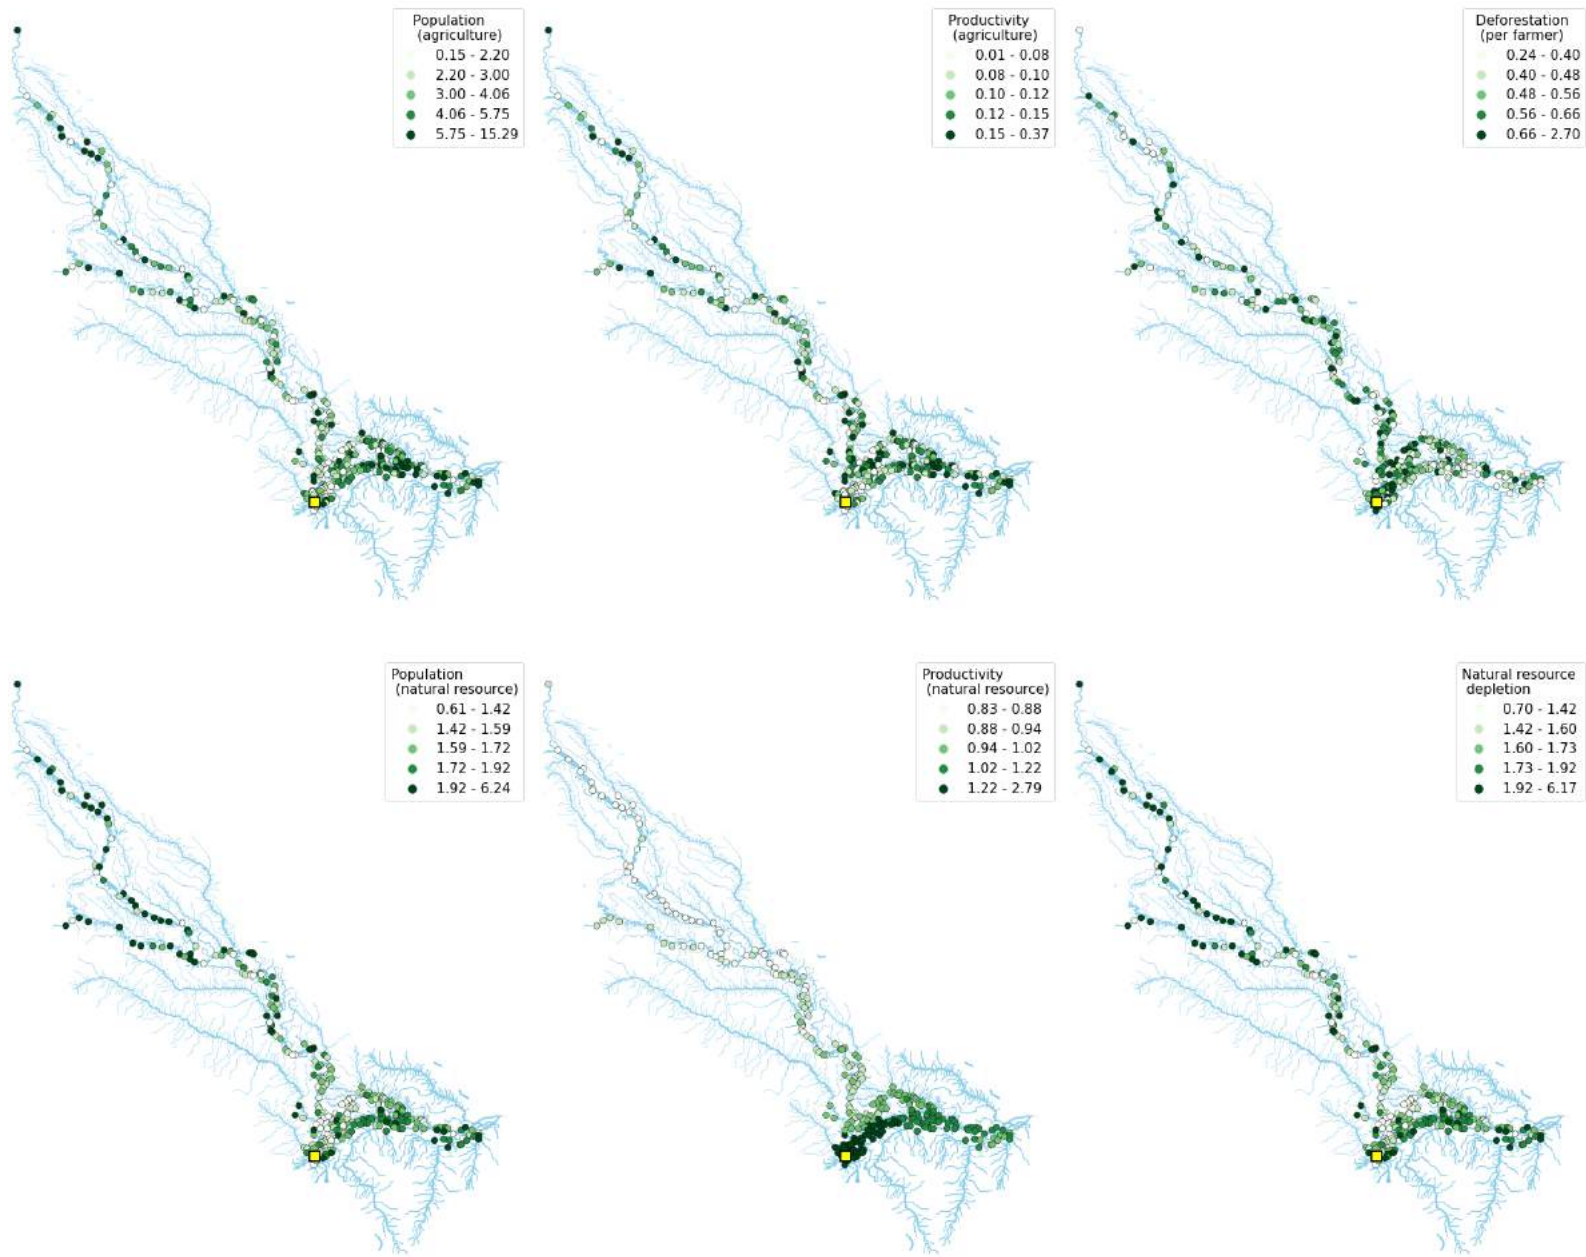 Population
(agriculture)
0.15 - 2.20
2.20 - 3.00
3.00 - 4.06
4.06 - 5.75
5.75 - 15.29
Productivity
(agriculture)
0.01 - 0.08
0.08 - 0.10
0.10 - 0.12
0.12 - 0.15
0.15 - 0.37
Deforestation
(per farmer)
0.24 - 0.40
0.40 - 0.48
0.48 - 0.56
0.56 - 0.66
0.66 - 2.70
Population
(natural resource)
0.61 - 1.42
1.42 - 1.59
1.59 - 1.72
1.72 - 1.92
1.92 - 6.24
Productivity
(natural resource)
0.83 - 0.88
0.88 - 0.94
0.94 - 1.02
1.02 - 1.22
1.22 - 2.79
Natural resource
depletion
0.70 - 1.42
1.42 - 1.60
1.60 - 1.73
1.73 - 1.92
1.92 - 6.17